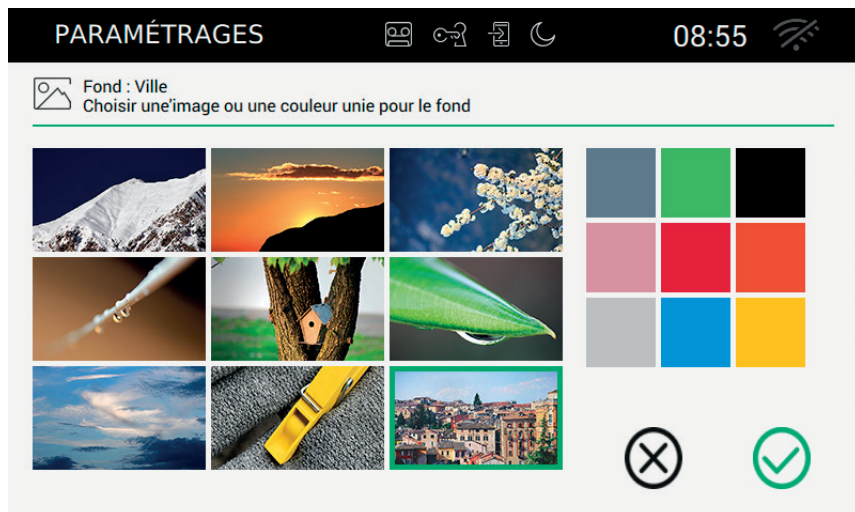 PARAMÉTRAGES
08:55
Fond : Ville
Choisir une'image ou une couleur unie pour le fond